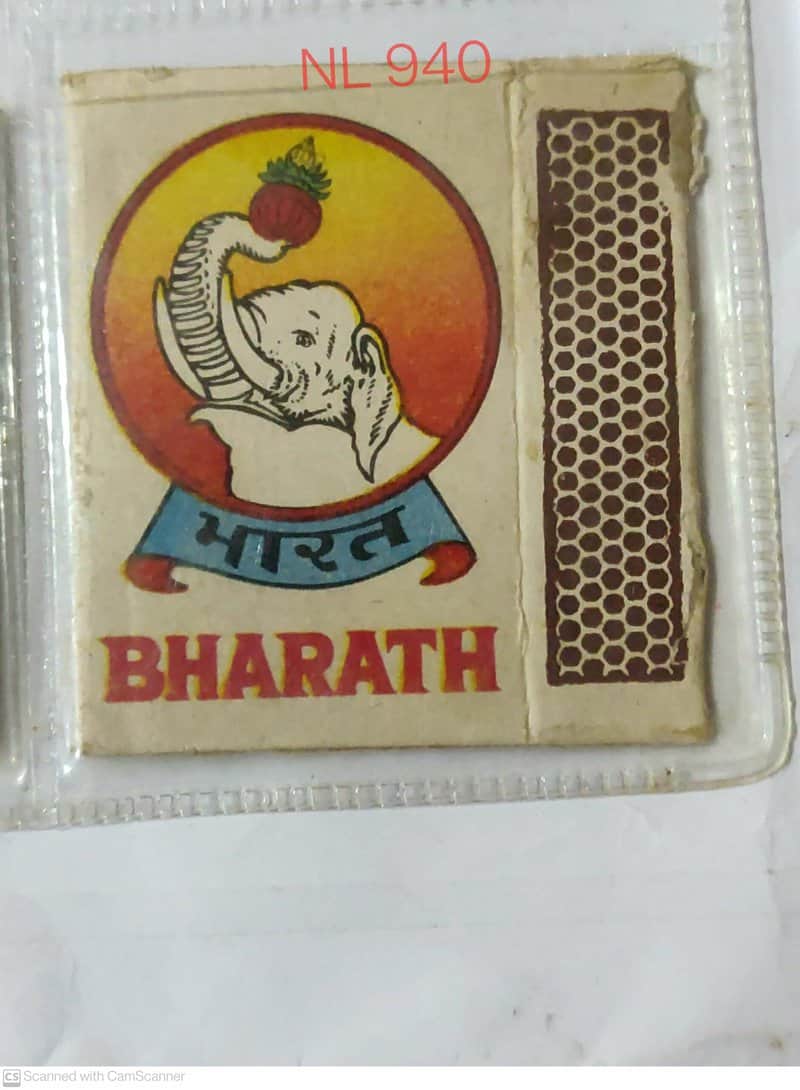 NL 940
भारत
BHARATH
CS Scanned with CamScanner